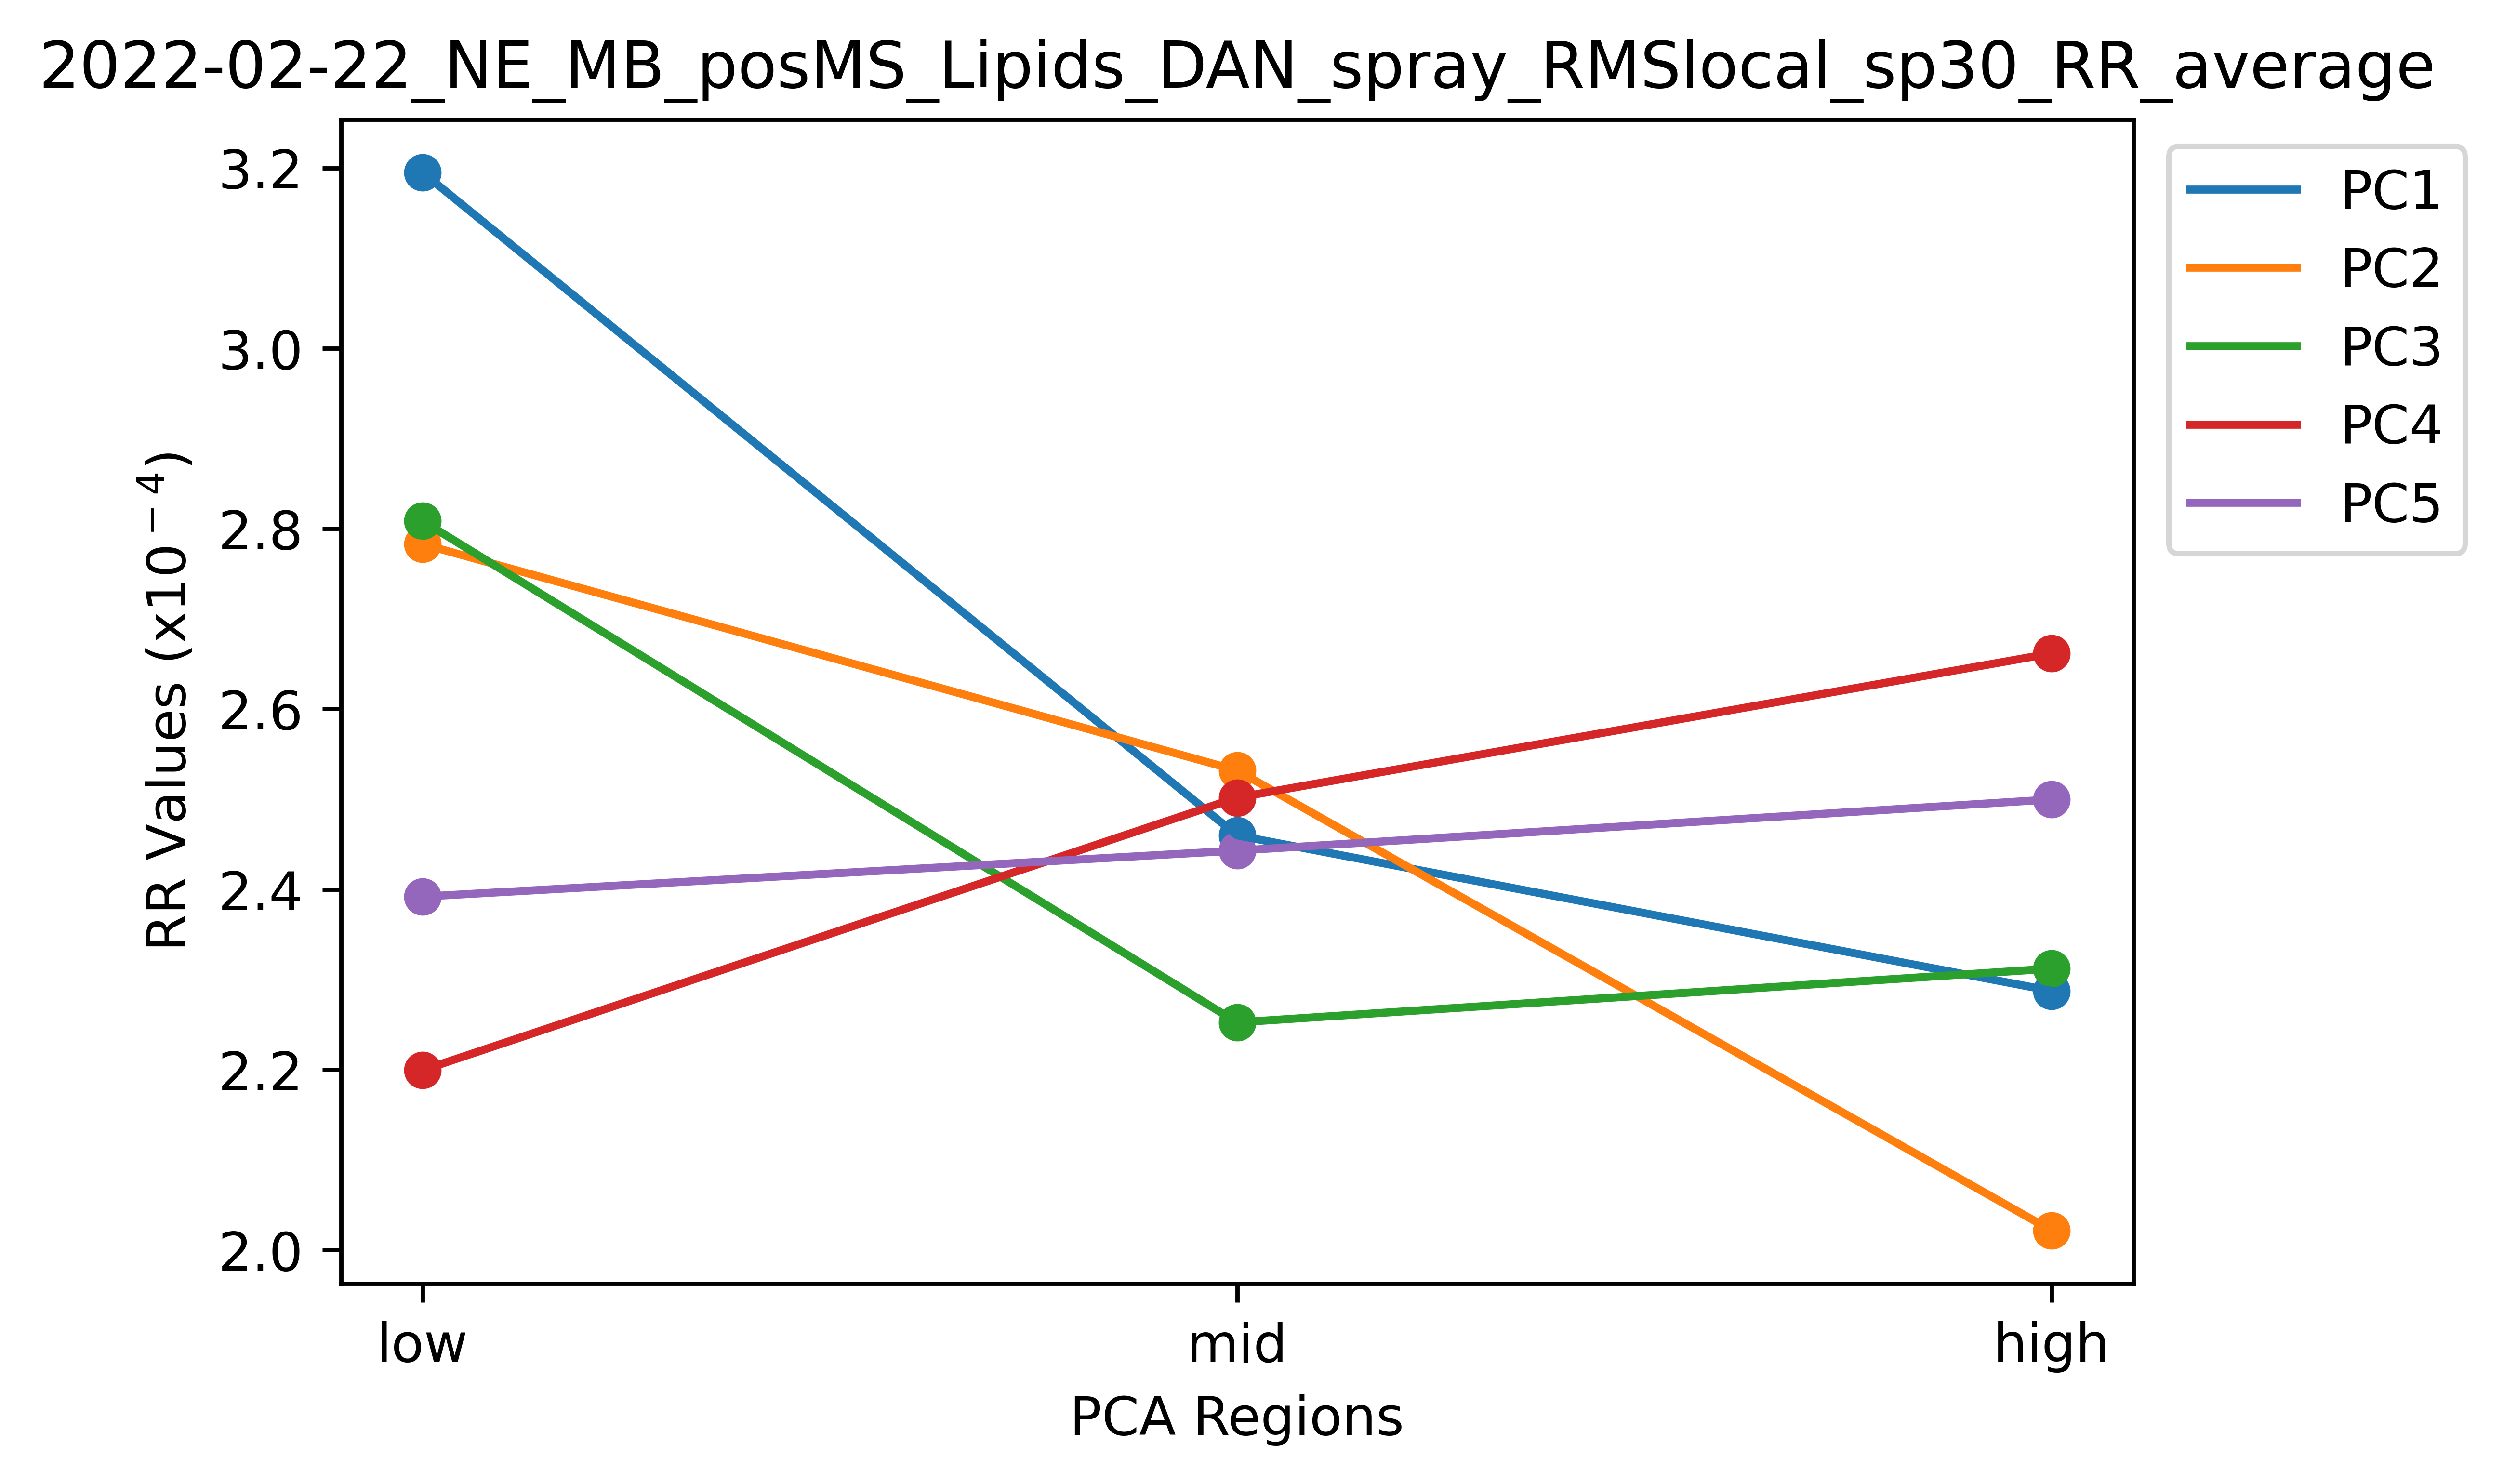 2022-02-22_NE_MB_posMS_Lipids_DAN_spray_RMSlocal_sp30_RR_average
3.2
3.0
2.8
2.6
2.4
2.2
2.0
RR Values (x10⁻⁴)
low
mid
high
PCA Regions
PC1
PC2
PC3
PC4
PC5